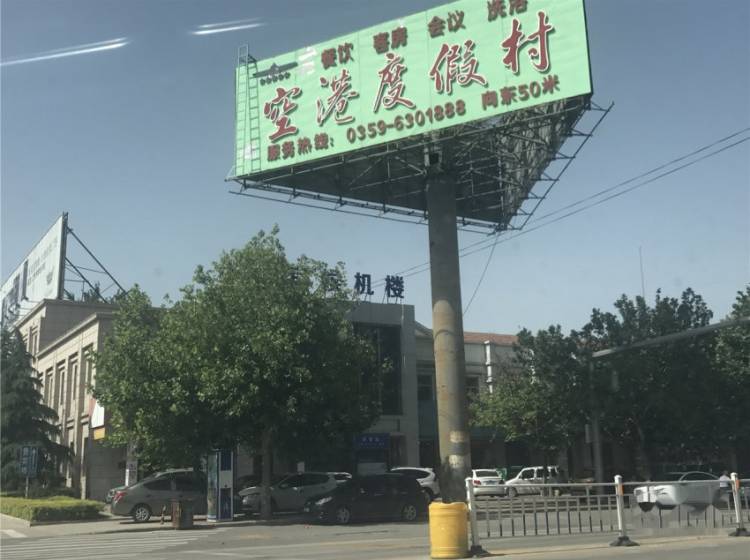 餐饮 客房 会议 洗浴
空港度假村
服务热线：0359-6301888 向东50米
机楼